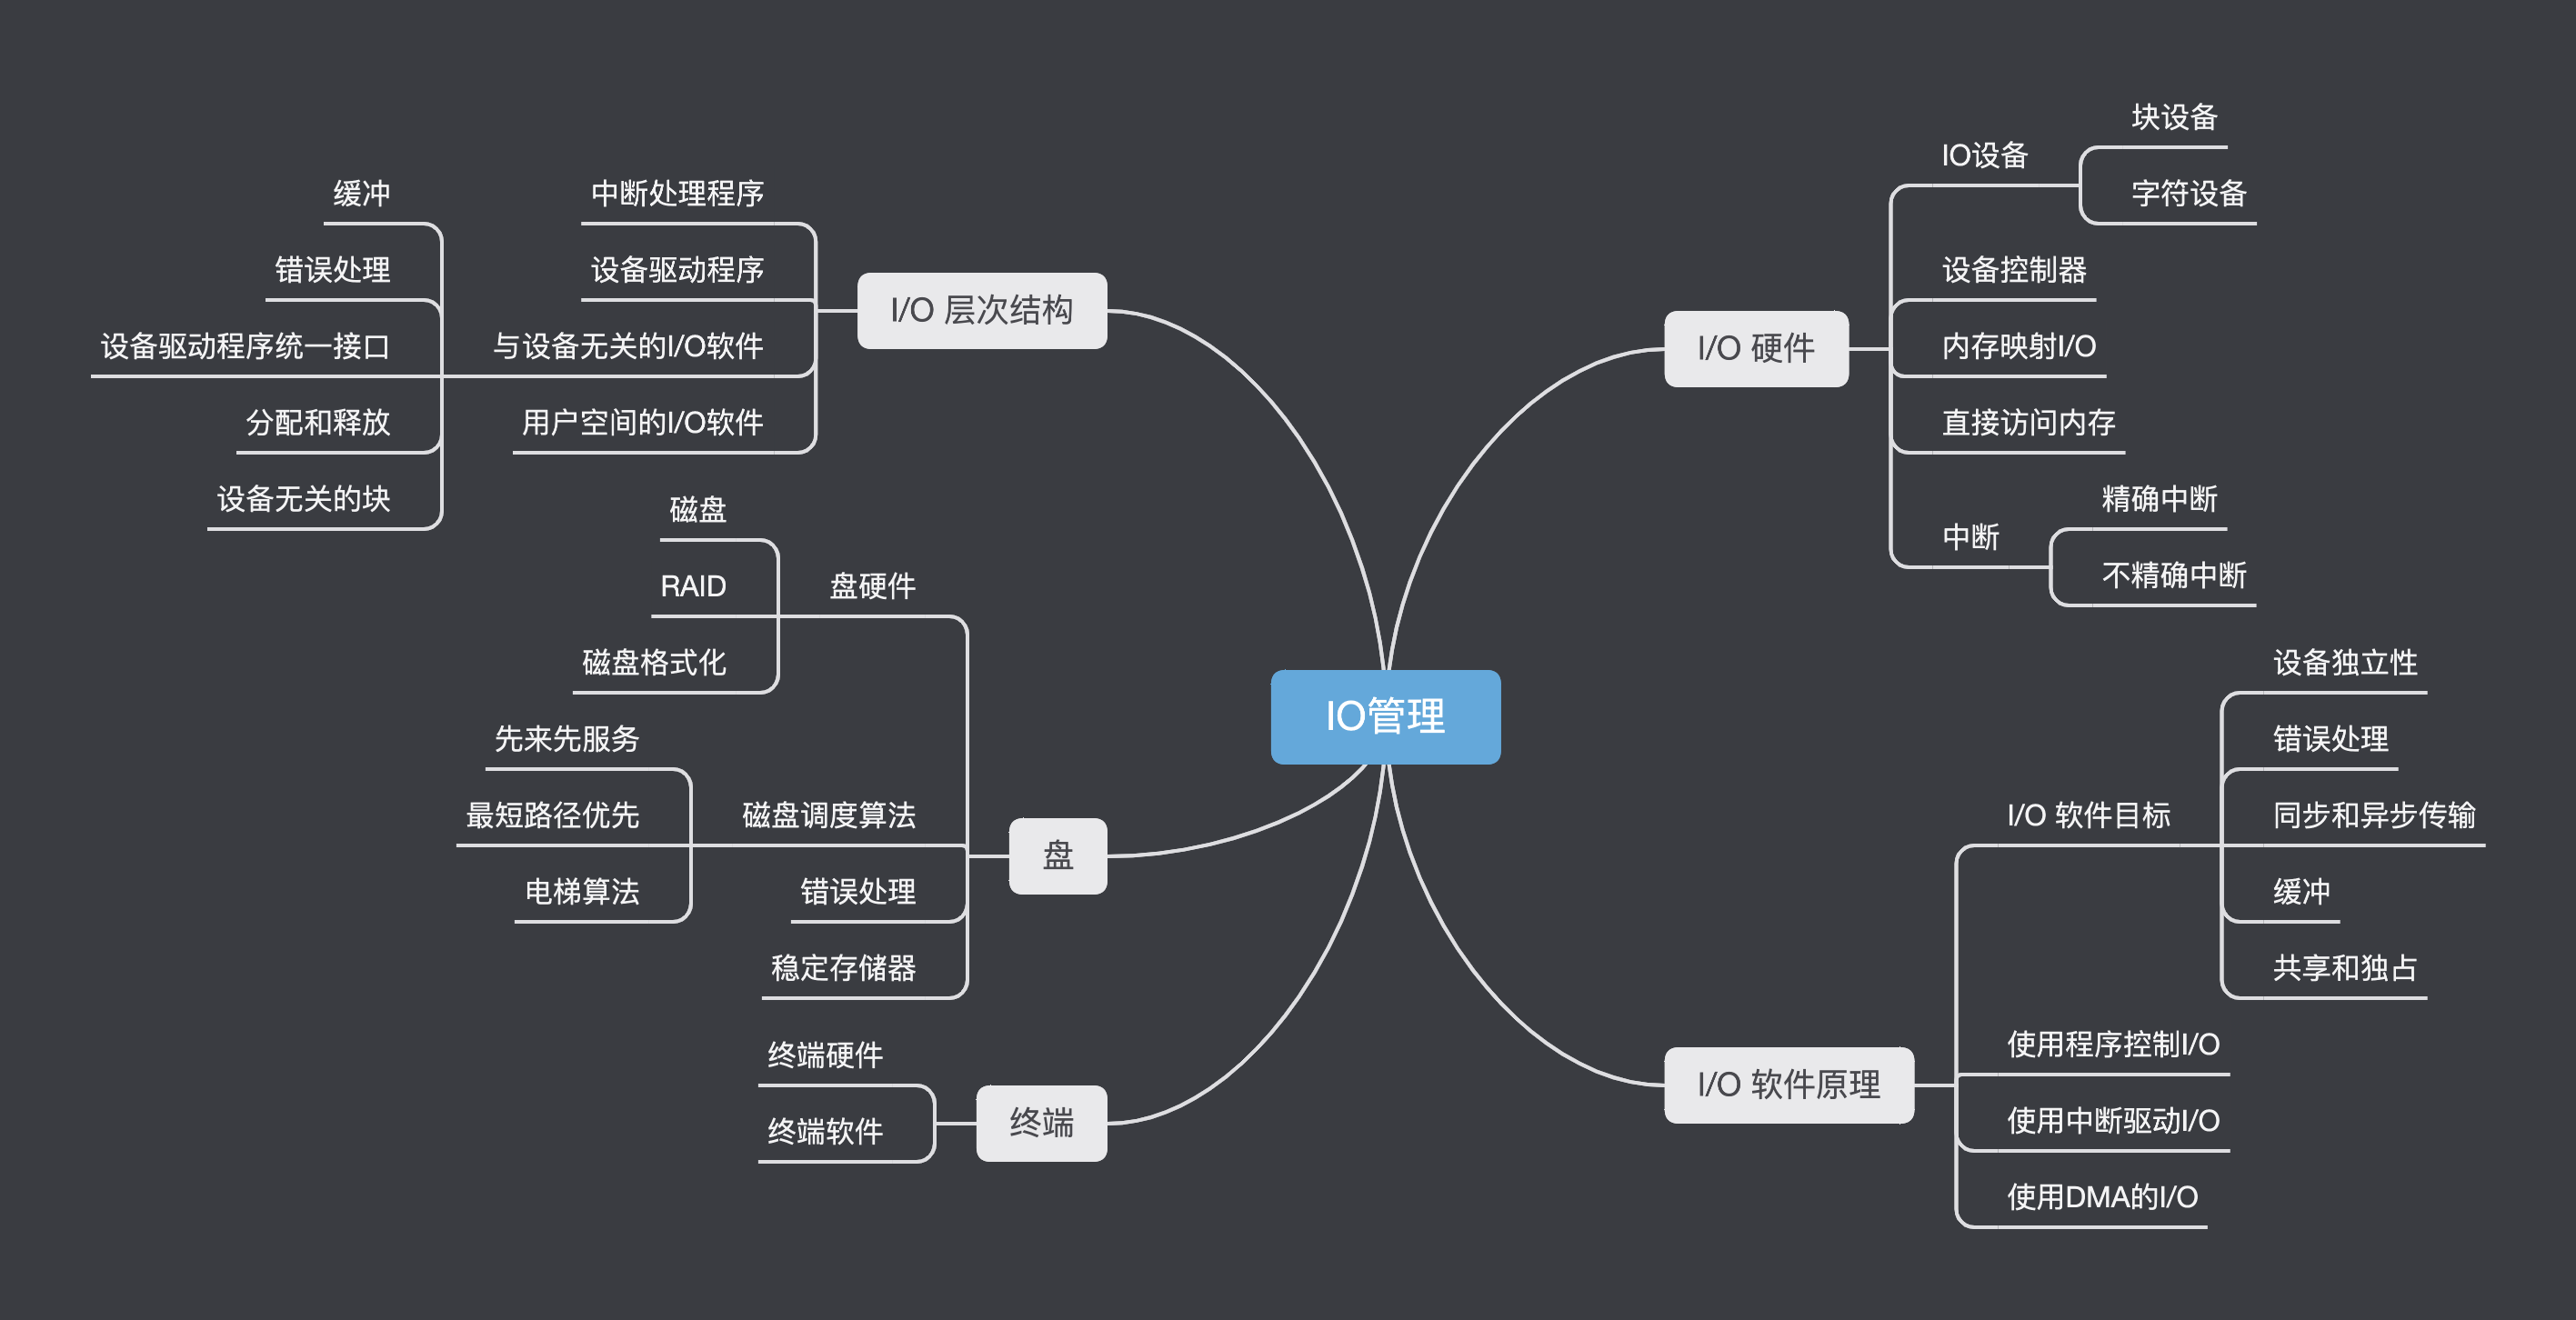 IO管理
I/O 硬件
IO设备
块设备
字符设备
设备控制器
内存映射I/O
直接访问内存
中断
精确中断
不精确中断
I/O 软件原理
I/O 软件目标
设备独立性
错误处理
同步和异步传输
缓冲
共享和独占
使用程序控制I/O
使用中断驱动I/O
使用DMA的I/O
I/O 层次结构
中断处理程序
设备驱动程序
与设备无关的I/O软件
缓冲
错误处理
设备驱动程序统一接口
分配和释放
设备无关的块
用户空间的I/O软件
盘
盘硬件
磁盘
RAID
磁盘格式化
磁盘调度算法
先来先服务
最短路径优先
电梯算法
错误处理
稳定存储器
终端
终端硬件
终端软件